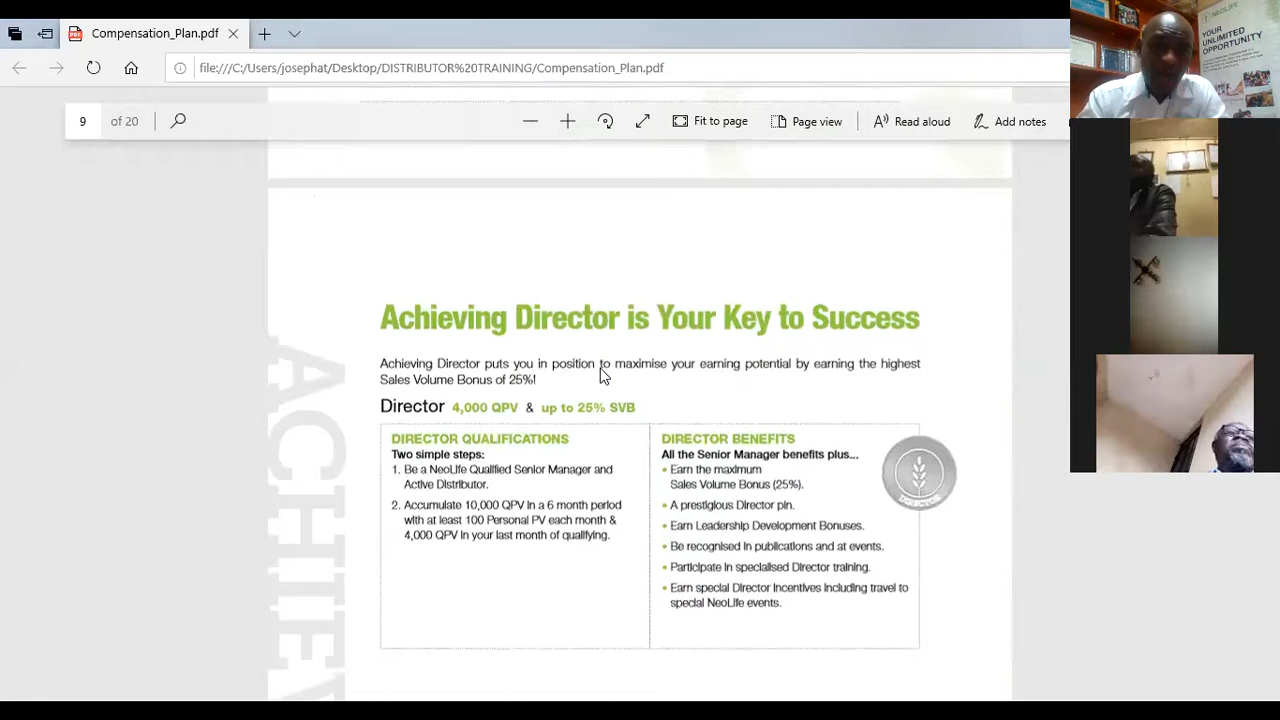 Compensation_Plan.pdf
file:///C:/Users/josephat/Desktop/DISTRIBUTOR%20TRAINING/Compensation_Plan.pdf
9 of 20
Fit to page
Page view
Read aloud
Add notes
NEOLIFE
YOUR
UNLIMITED
OPPORTUNITY
ACHIEV
Achieving Director is Your Key to Success
Achieving Director puts you in position to maximise your earning potential by earning the highest
Sales Volume Bonus of 25%!
Director 4,000 QPV & up to 25% SVB
DIRECTOR QUALIFICATIONS
Two simple steps:
1. Be a NeoLife Qualified Senior Manager and
Active Distributor.
2. Accumulate 10,000 QPV in a 6 month period
with at least 100 Personal PV each month &
4,000 QPV in your last month of qualifying.
DIRECTOR BENEFITS
All the Senior Manager benefits plus...
• Earn the maximum
Sales Volume Bonus (25%).
• A prestigious Director pin.
• Earn Leadership Development Bonuses.
• Be recognised in publications and at events.
• Participate in specialised Director training.
• Earn special Director incentives including travel to
special NeoLife events.
DIRECTOR